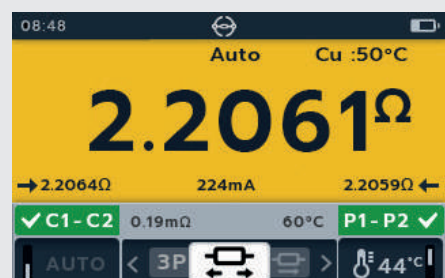 08:48
Auto Cu :50°C
2.2061Ω
→2.2064Ω 224mA 2.2059Ω←
✓C1-C2 0.19mΩ 60°C P1-P2✓
AUTO < 3P > 44°C